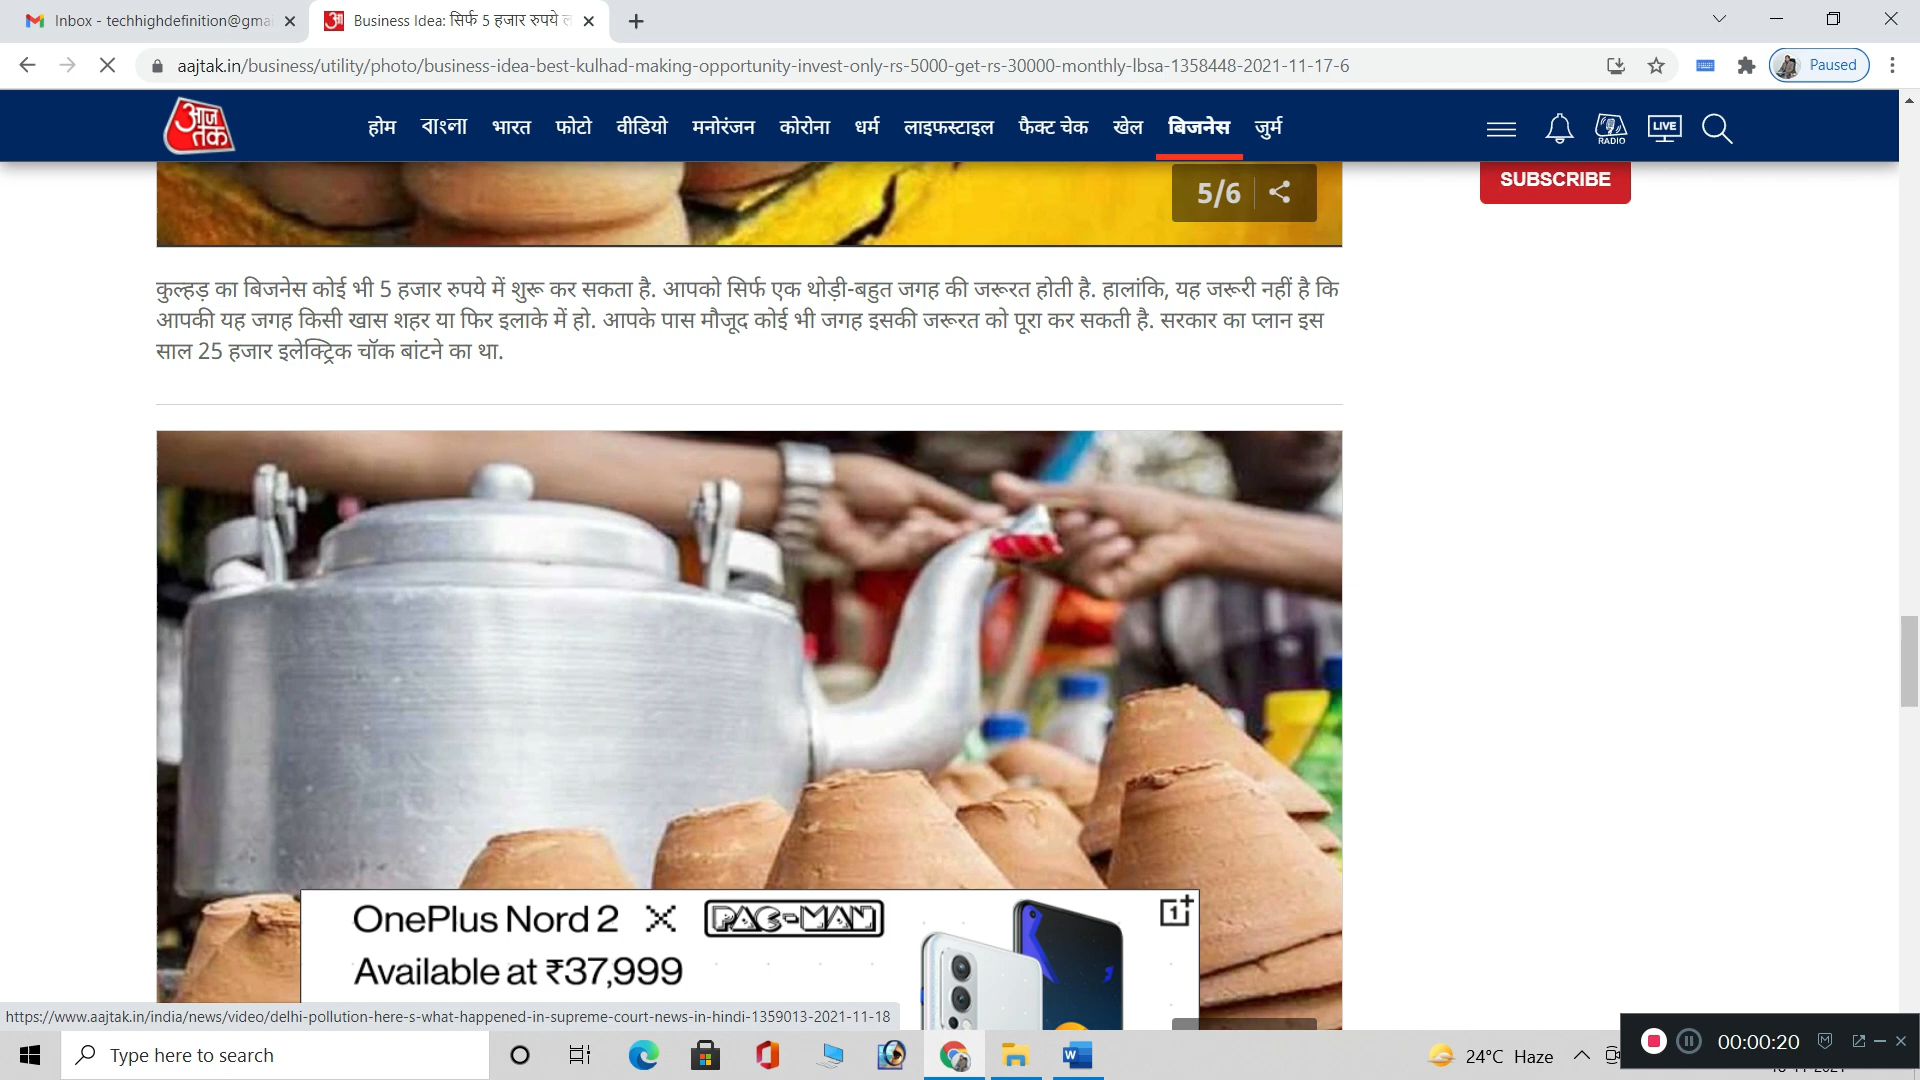 Inbox - techhighdefinition@gmai
Business Idea: सिर्फ 5 हजार रुपये ल
aajtak.in/business/utility/photo/business-idea-best-kulhad-making-opportunity-invest-only-rs-5000-get-rs-30000-monthly-lbsa-1358448-2021-11-17-6
Paused
आज तक
होम বাংলা भारत फोटो वीडियो मनोरंजन कोरोना धर्म लाइफस्टाइल फैक्ट चेक खेल बिजनेस जुर्म
RADIO
LIVE
5/6
SUBSCRIBE
कुल्हड़ का बिजनेस कोई भी 5 हजार रुपये में शुरू कर सकता है. आपको सिर्फ एक थोड़ी-बहुत जगह की जरूरत होती है. हालांकि, यह जरूरी नहीं है कि
आपकी यह जगह किसी खास शहर या फिर इलाके में हो. आपके पास मौजूद कोई भी जगह इसकी जरूरत को पूरा कर सकती है. सरकार का प्लान इस
साल 25 हजार इलेक्ट्रिक चॉक बांटने का था.
OnePlus Nord 2 X PAC-MAN
Available at ₹37,999
https://www.aajtak.in/india/news/video/delhi-pollution-here-s-what-happened-in-supreme-court-news-in-hindi-1359013-2021-11-18
Type here to search
24°C Haze
00:00:20